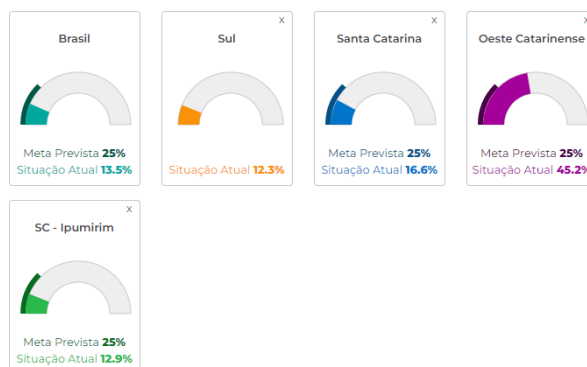 x
x
x
Brasil
Sul
Santa Catarina
Oeste Catarinense
Meta Prevista 25%
Situação Atual 13.5%
Situação Atual 12.3%
Meta Prevista 25%
Situação Atual 16.6%
Meta Prevista 25%
Situação Atual 45.2%
x
SC - Ipumirim
Meta Prevista 25%
Situação Atual 12.9%